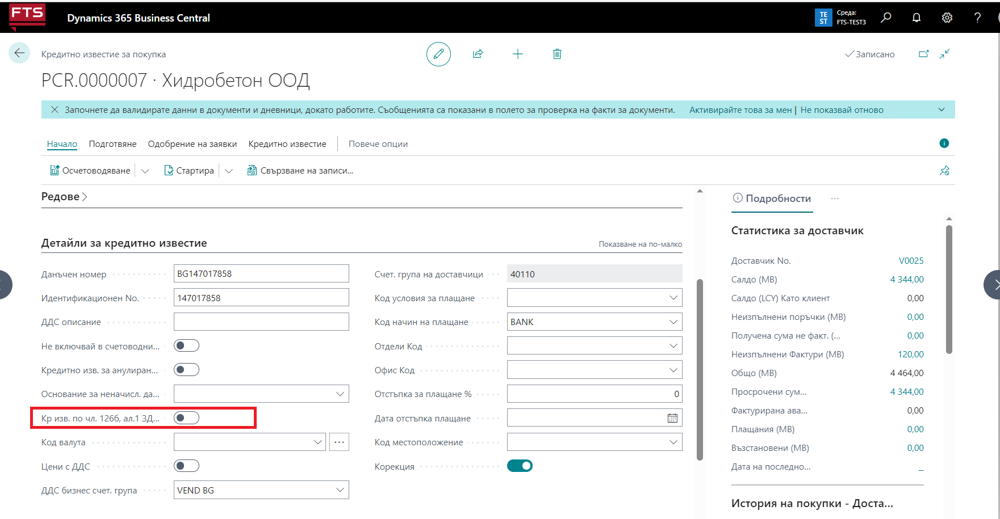 FTS
Dynamics 365 Business Central
TE
ST
Среда:
FTS-TEST3
?
Кредитно известие за покупка
Записано
PCR.0000007 · Хидробетон ООД
Започнете да валидирате данни в документи и дневници, докато работите. Съобщенията са показани в полето за проверка на факти за документи. Активирайте това за мен | Не показвай отново
Начало Подготвяне Одобрение на заявки Кредитно известие Повече опции
Осчетоводяване Стартира Свързване на записи...
Редове
Детайли за кредитно известие
Показване на по-малко
Данъчен номер BG147017858
Идентификационен No. 147017858
ДДС описание
Не включвай в счетоводни...
Кредитно изв. за анулиран...
Основание за неначисл. да...
Кр изв. по чл. 126б, ал.1 ЗД...
Код валута
Цени с ДДС
ДДС бизнес счет. група VEND BG
Счет. група на доставчици 40110
Код условия за плащане
Код начин на плащане BANK
Отдели Код
Офис Код
Отстъпка за плащане % 0
Дата отстъпка плащане
Код местоположение
Корекция
Подробности ...
Статистика за доставчик
Доставчик No. V0025
Салдо (МВ) 4 344,00
Салдо (LCY) Като клиент 0,00
Неизпълнени поръчки (МВ) 0,00
Получена сума не факт. (... 0,00
Неизпълнени Фактури (МВ) 120,00
Общо (МВ) 4 464,00
Просрочени сум... 4 344,00
Фактурирана ава... 0,00
Плащания (МВ) 0,00
Възстановени (МВ) 0,00
Дата на последно... _
История на покупки - Доста...